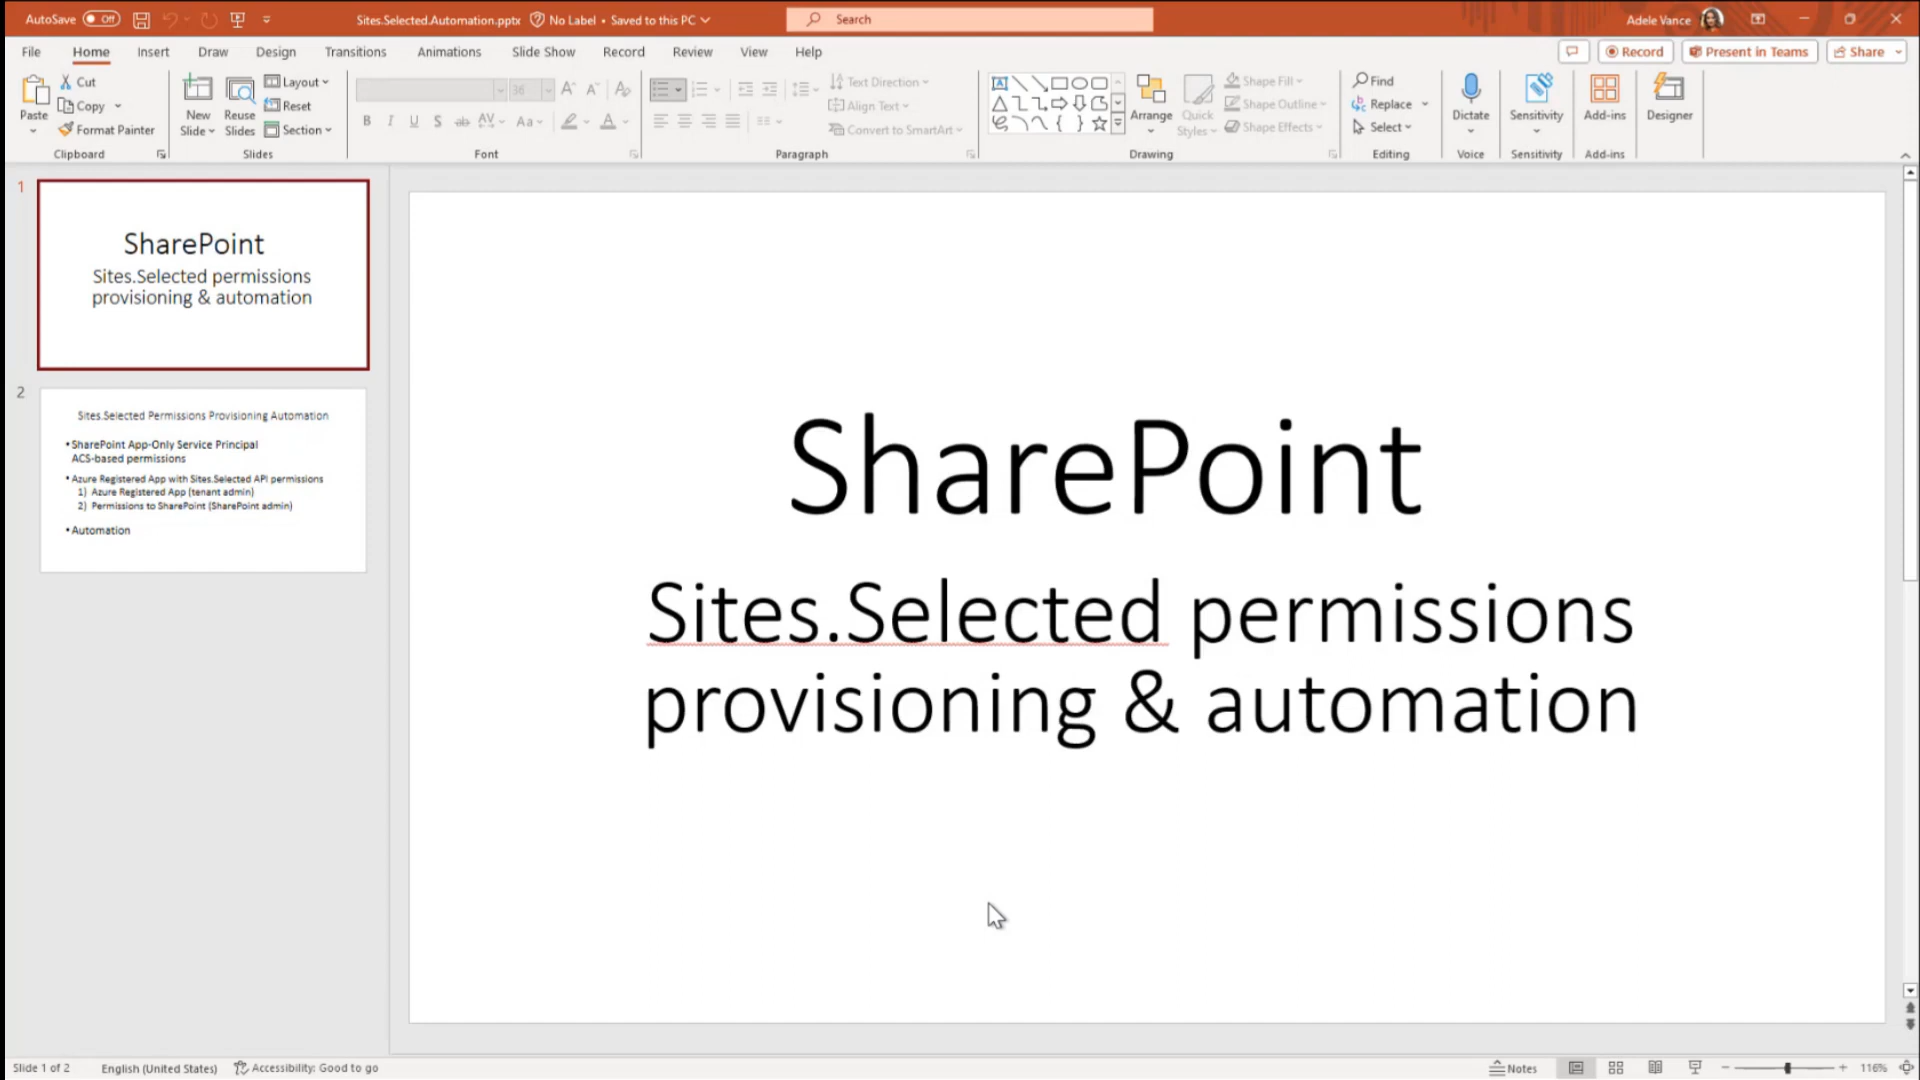 AutoSave Off Sites.Selected.Automation.pptx No Label • Saved to this PC Search Adele Vance
File Home Insert Draw Design Transitions Animations Slide Show Record Review View Help Record Present in Teams Share
Paste Cut Copy Format Painter Clipboard
New Slide Reuse Slides Layout Reset Section Slides
36 B I U S ab AV Aa A Font
Text Direction Align Text Convert to SmartArt Paragraph
Arrange Quick Styles Shape Fill Shape Outline Shape Effects Drawing
Find Replace Select Editing
Dictate Voice
Sensitivity Sensitivity
Add-ins Add-ins
Designer
1
SharePoint
Sites.Selected permissions
provisioning & automation
2
Sites.Selected Permissions Provisioning Automation
• SharePoint App-Only Service Principal
ACS-based permissions
• Azure Registered App with Sites.Selected API permissions
1) Azure Registered App (tenant admin)
2) Permissions to SharePoint (SharePoint admin)
• Automation
SharePoint
Sites.Selected permissions
provisioning & automation
Slide 1 of 2 English (United States) Accessibility: Good to go Notes 116%